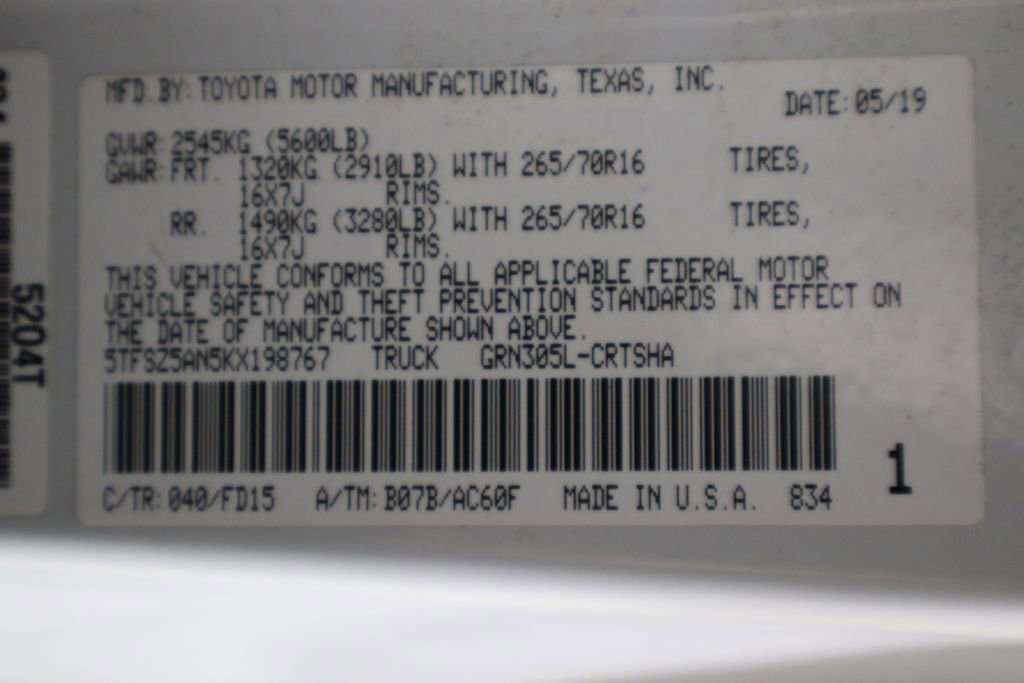 MFD.BY: TOYOTA MOTOR MANUFACTURING, TEXAS, INC.
DATE: 05/19
GVWR: 2545KG (5600LB)
GAWR: FRT. 1320KG (2910LB) WITH 265/70R16 TIRES,
16X7J RIMS.
RR. 1490KG (3280LB) WITH 265/70R16 TIRES,
16X7J RIMS.
THIS VEHICLE CONFORMS TO ALL APPLICABLE FEDERAL MOTOR
VEHICLE SAFETY AND THEFT PREVENTION STANDARDS IN EFFECT ON
THE DATE OF MANUFACTURE SHOWN ABOVE.
5TFSZ5AN5KX198767 TRUCK GRN305L-CRTSHA
C/TR: 040/FD15 A/TM: B07B/AC60F MADE IN U.S.A. 834
1
5204T